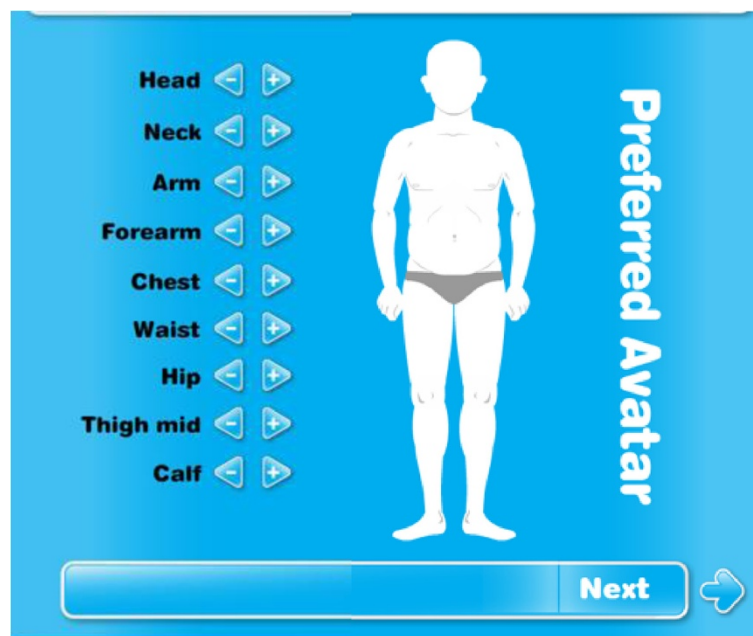 Head - +
Neck - +
Arm - +
Forearm - +
Chest - +
Waist - +
Hip - +
Thigh mid - +
Calf - +
Preferred Avatar
Next